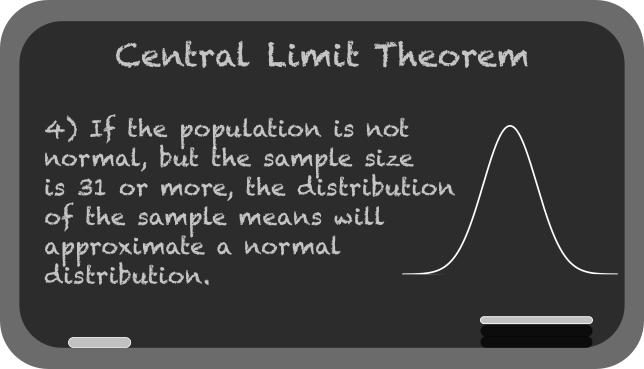 Central Limit Theorem
4) If the population is not
normal, but the sample size
is 31 or more, the distribution
of the sample means will
approximate a normal
distribution.